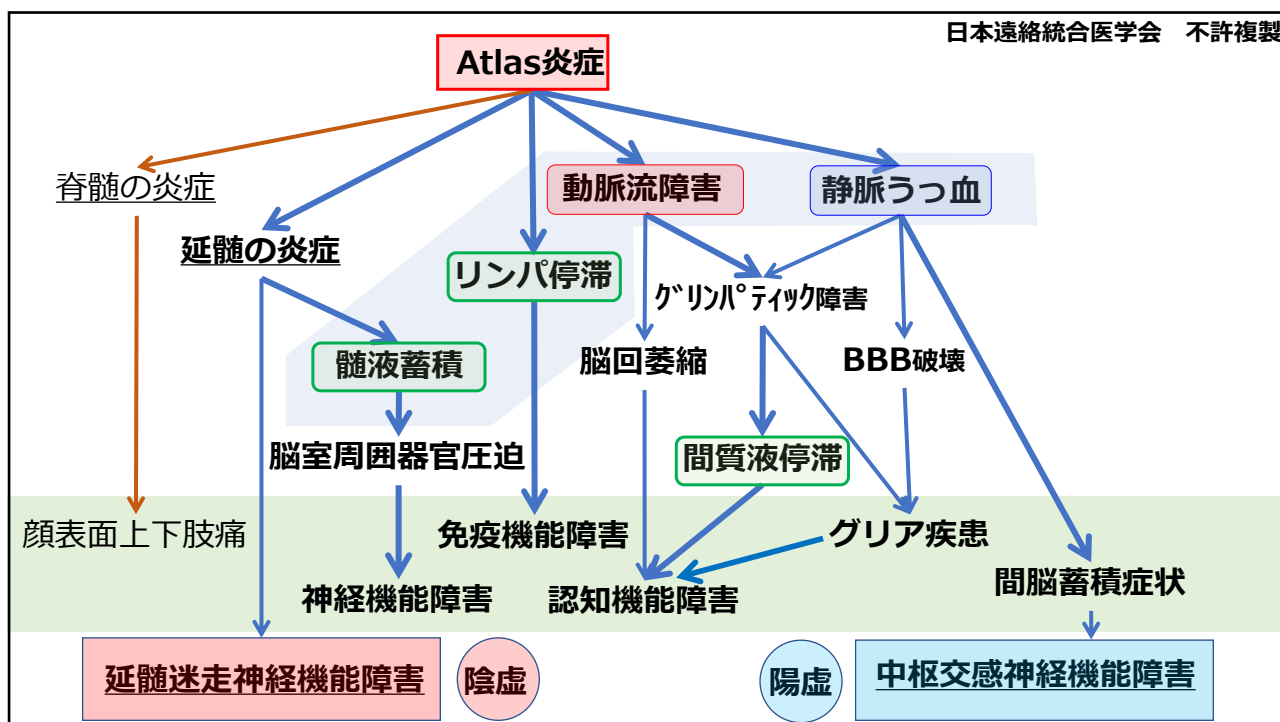 日本遠絡統合医学会　不許複製
Atlas炎症
脊髄の炎症
動脈流障害
静脈うっ血
延髄の炎症
リンパ停滞
ｸﾞﾘﾝﾊﾟﾃｨｯｸ障害
髄液蓄積
脳回萎縮
BBB破壊
脳室周囲器官圧迫
間質液停滞
顔表面上下肢痛
免疫機能障害
グリア疾患
神経機能障害
認知機能障害
間脳蓄積症状
延髄迷走神経機能障害
陰虚
陽虚
中枢交感神経機能障害